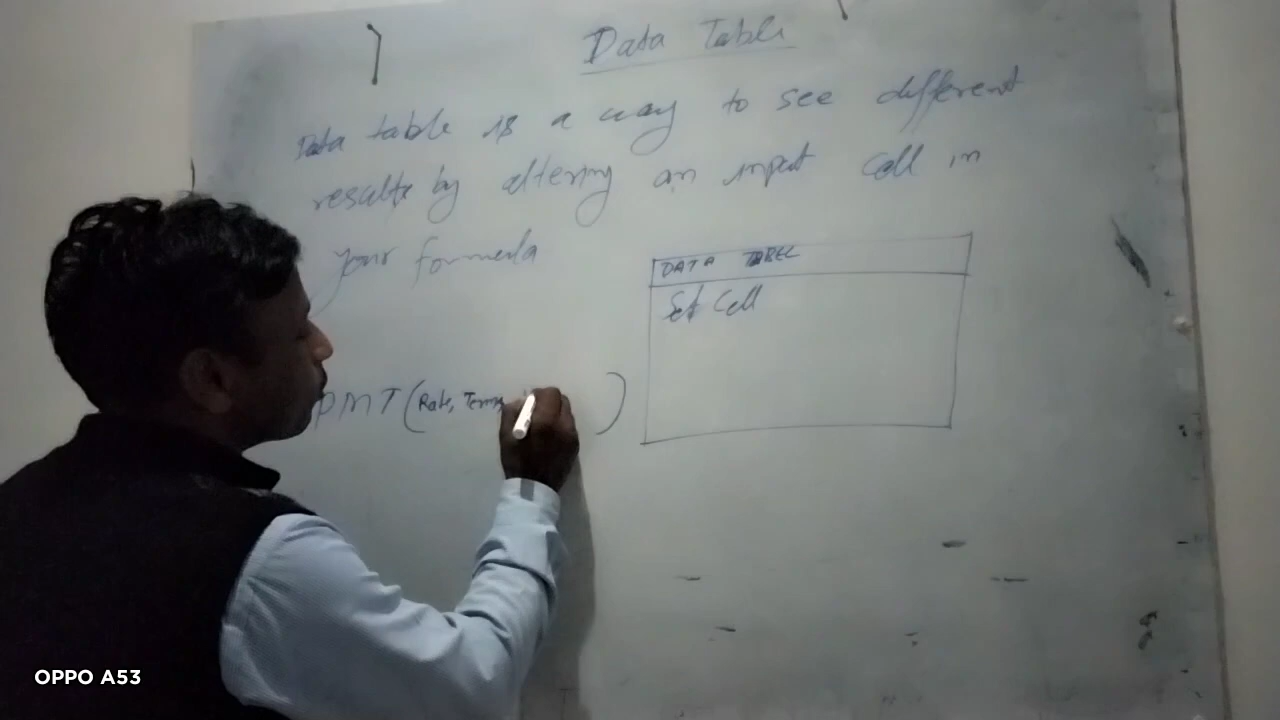 Data Table
Data table is a way to see different
results by altering an input cell in
your formula
DATA TABEL
Set Cell
PMT (Rate, Term,            )
OPPO A53